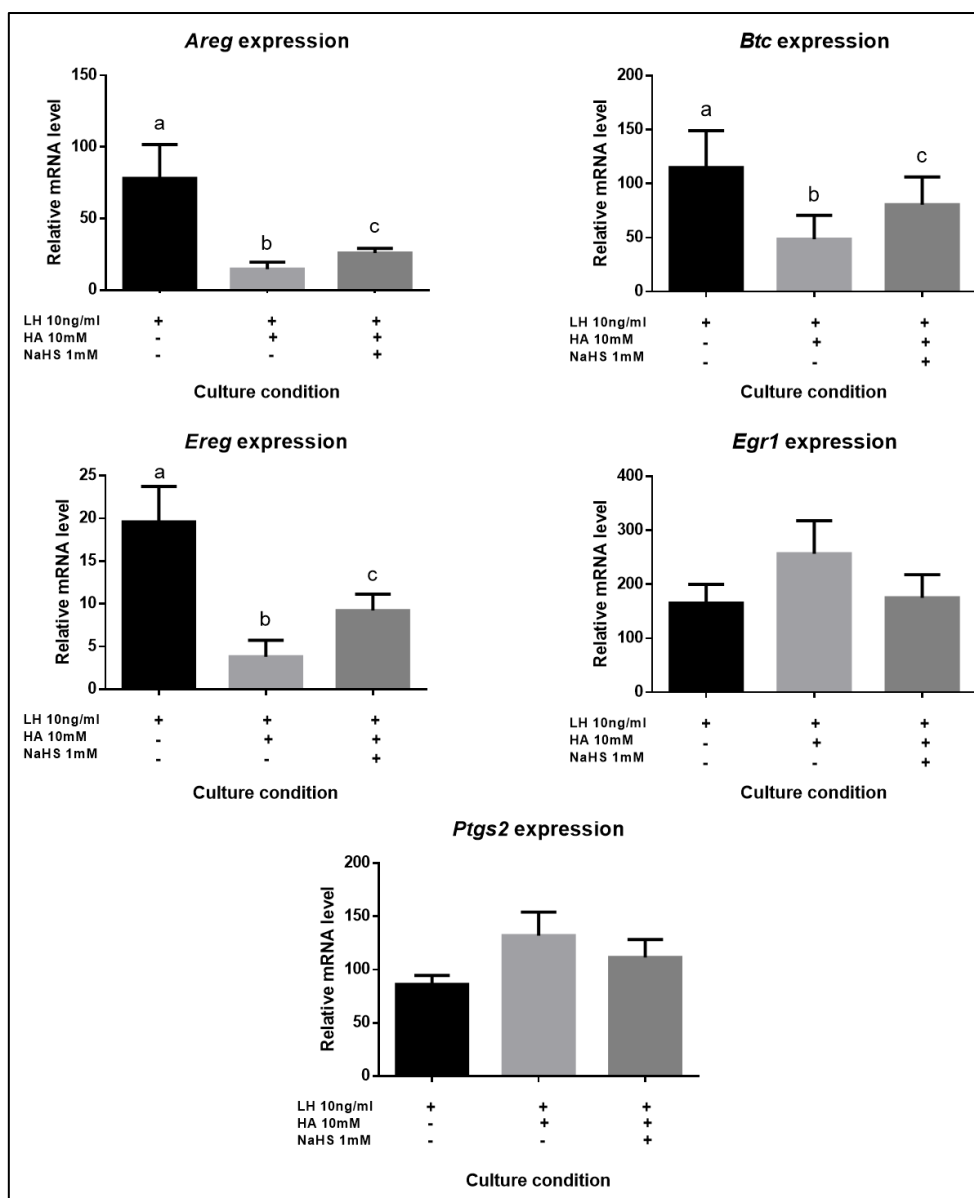 Areg expression
Relative mRNA level
150
100
50
0
a
b
c
LH 10ng/ml + + +
HA 10mM - + +
NaHS 1mM - - +
Culture condition
Btc expression
Relative mRNA level
200
150
100
50
0
a
b
c
LH 10ng/ml + + +
HA 10mM - + +
NaHS 1mM - - +
Culture condition
Ereg expression
Relative mRNA level
25
20
15
10
5
0
a
b
c
LH 10ng/ml + + +
HA 10mM - + +
NaHS 1mM - - +
Culture condition
Egr1 expression
Relative mRNA level
400
300
200
100
0
LH 10ng/ml + + +
HA 10mM - + +
NaHS 1mM - - +
Culture condition
Ptgs2 expression
Relative mRNA level
200
150
100
50
0
LH 10ng/ml + + +
HA 10mM - + +
NaHS 1mM - - +
Culture condition